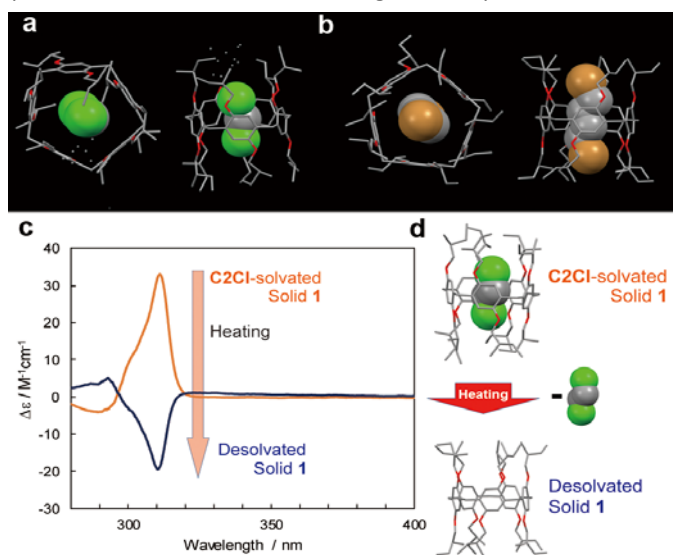 a
b
c
d
40
30
20
10
0
-10
-20
-30
Δε / M-1cm-1
300
350
400
Wavelength / nm
C2Cl-solvated
Solid 1
Heating
Desolvated
Solid 1
C2Cl-solvated
Solid 1
Heating
-
Desolvated
Solid 1